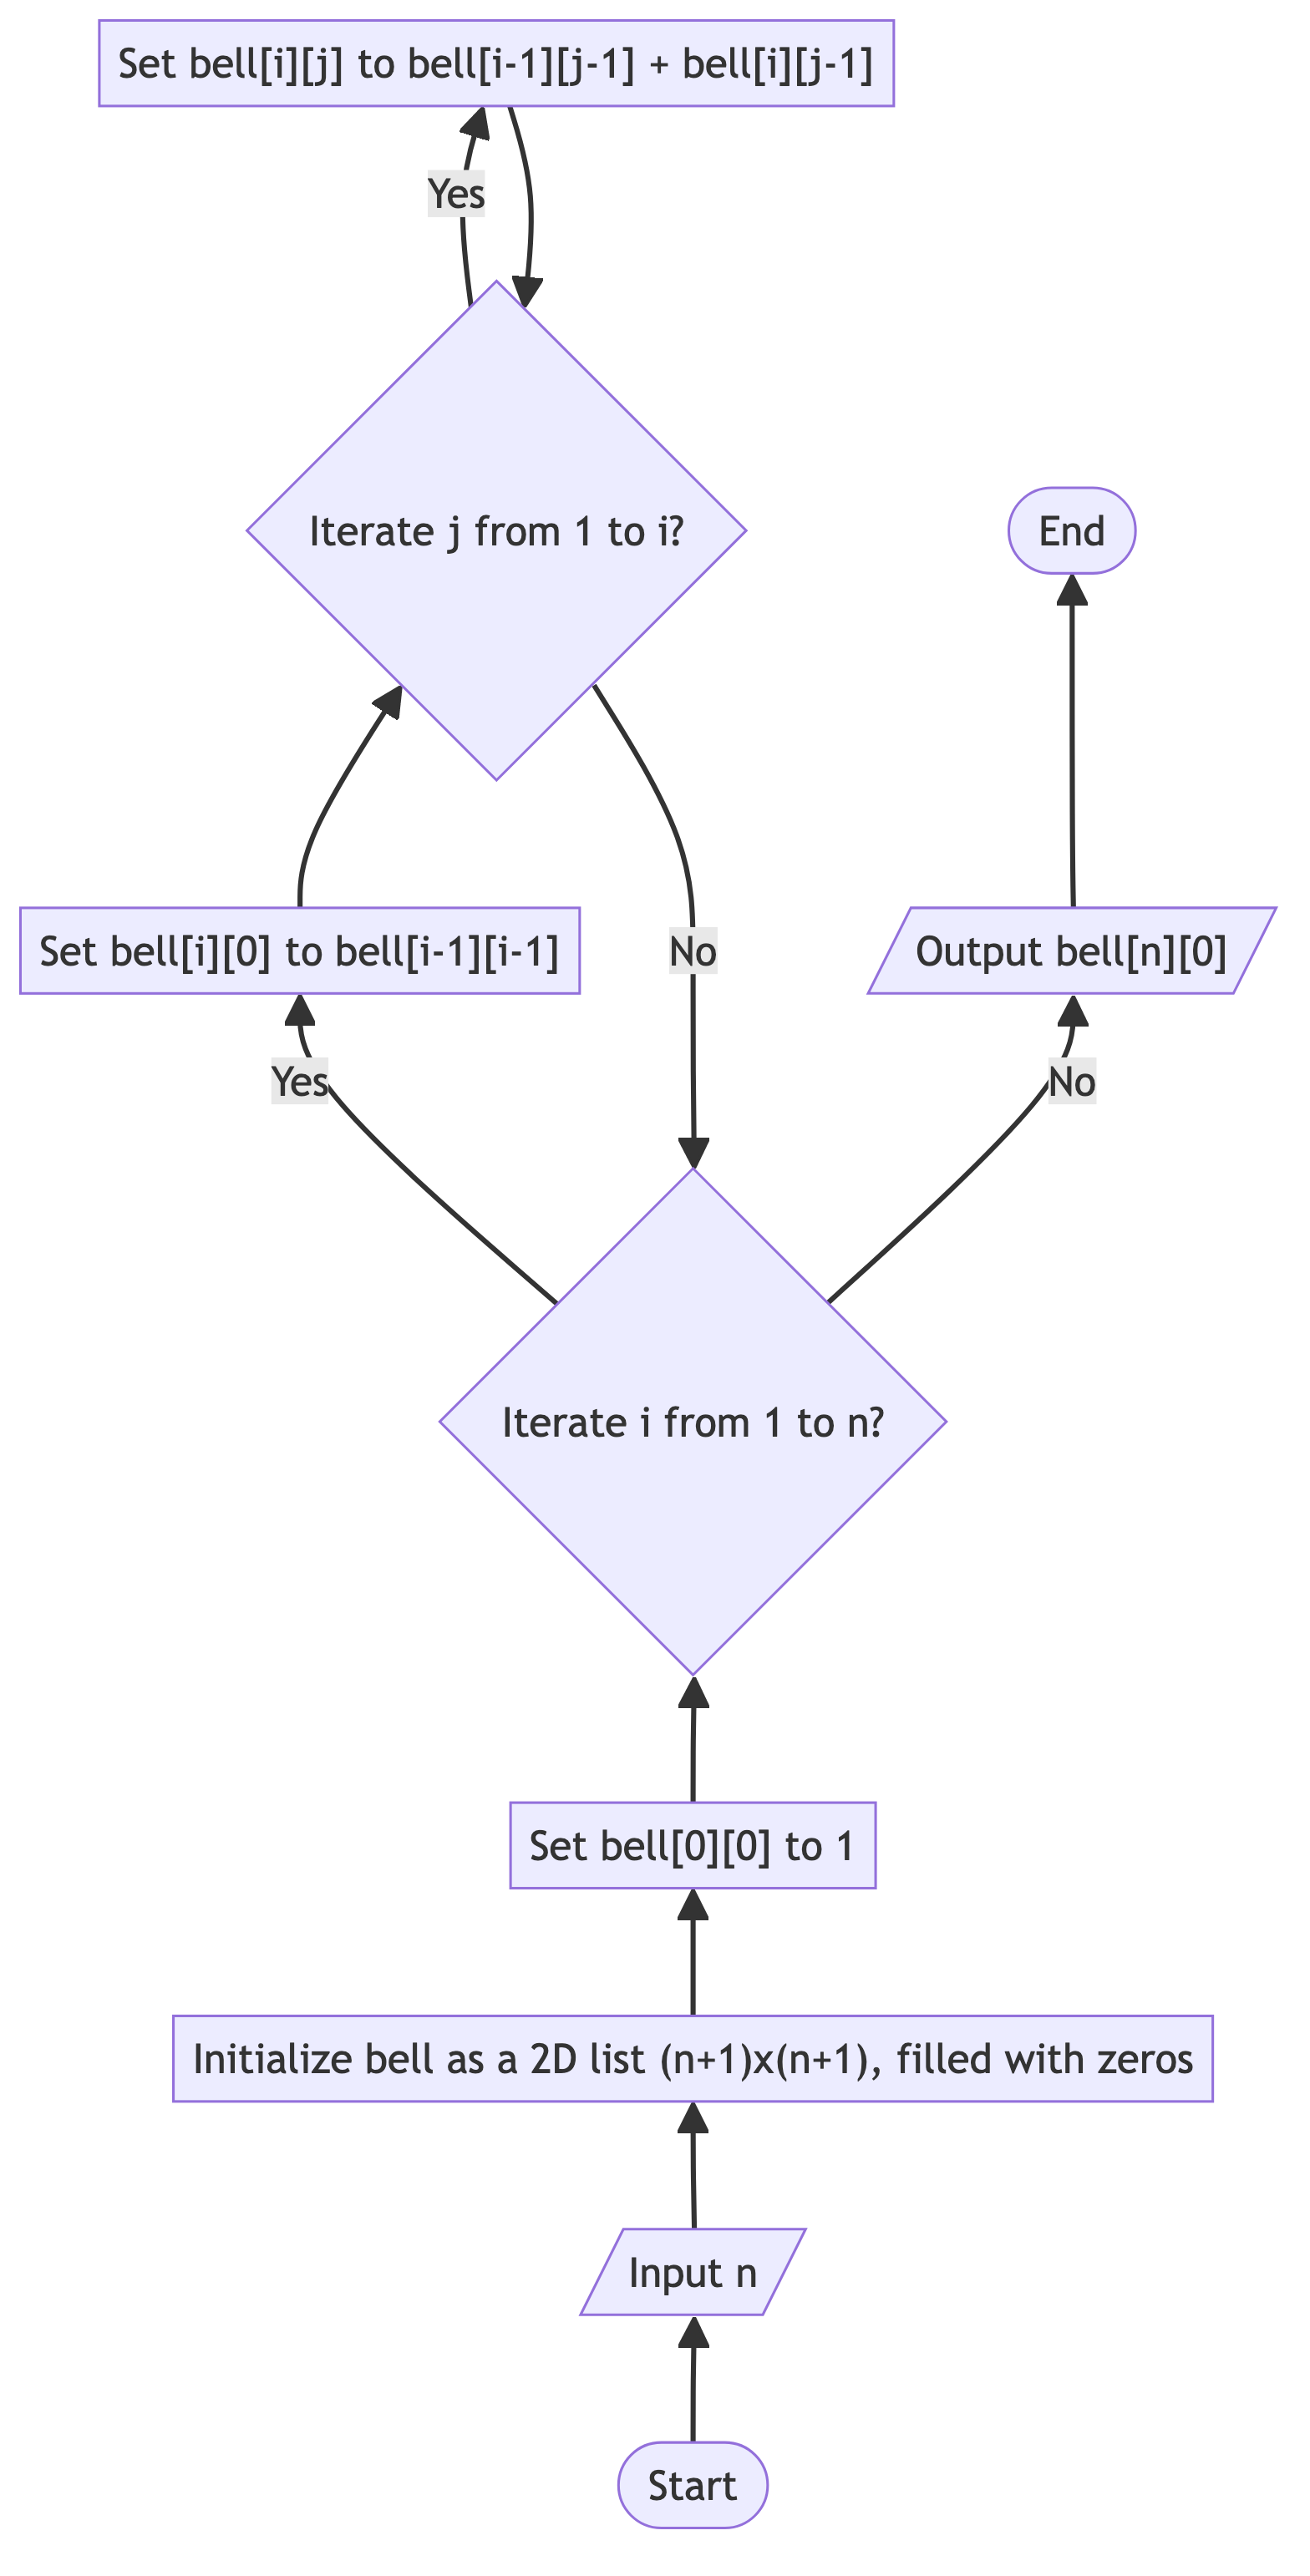 Set bell[i][j] to bell[i-1][j-1] + bell[i][j-1]
Yes
Iterate j from 1 to i?
End
Set bell[i][0] to bell[i-1][i-1]
No
Output bell[n][0]
Yes
No
Iterate i from 1 to n?
Set bell[0][0] to 1
Initialize bell as a 2D list (n+1)x(n+1), filled with zeros
Input n
Start